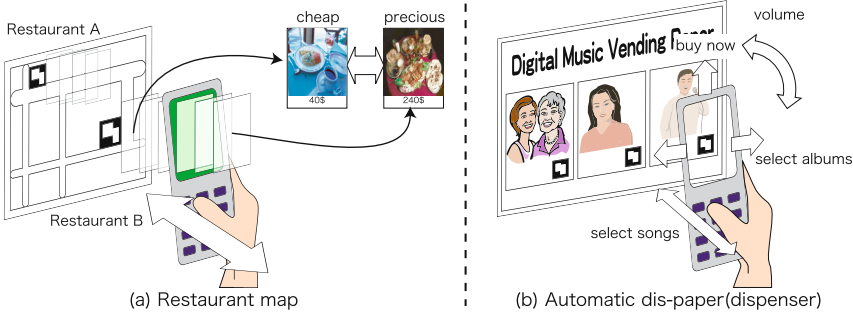 Restaurant A
cheap
precious
40$
240$
Restaurant B
(a) Restaurant map
volume
Digital Music Vending Paper
buy now
select albums
select songs
(b) Automatic dis-paper(dispenser)